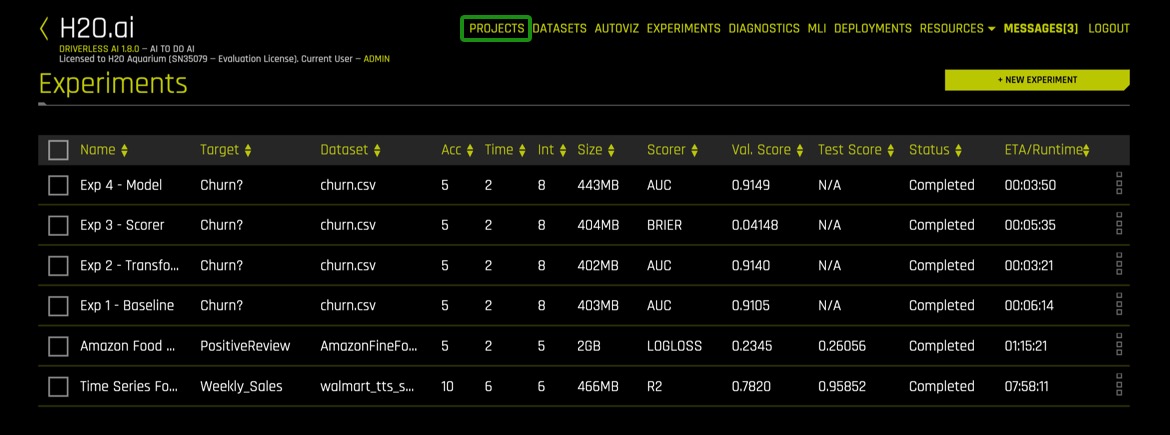 H2O.ai
PROJECTS DATASETS AUTOVIZ EXPERIMENTS DIAGNOSTICS MLI DEPLOYMENTS RESOURCES MESSAGES[3] LOGOUT
DRIVERLESS AI 1.8.0 – AI TO DO AI
Licensed to H2O Aquarium (SN35079 – Evaluation License). Current User – ADMIN
Experiments
+ NEW EXPERIMENT
Name Target Dataset Acc Time Int Size Scorer Val. Score Test Score Status ETA/Runtime
Exp 4 - Model Churn? churn.csv 5 2 8 443MB AUC 0.9149 N/A Completed 00:03:50
Exp 3 - Scorer Churn? churn.csv 5 2 8 404MB BRIER 0.04148 N/A Completed 00:05:35
Exp 2 - Transfo... Churn? churn.csv 5 2 8 402MB AUC 0.9140 N/A Completed 00:03:21
Exp 1 - Baseline Churn? churn.csv 5 2 8 403MB AUC 0.9105 N/A Completed 00:06:14
Amazon Food ... PositiveReview AmazonFineFo... 5 2 5 2GB LOGLOSS 0.2345 0.26056 Completed 01:15:21
Time Series Fo... Weekly_Sales walmart_tts_s... 10 6 6 466MB R2 0.7820 0.95852 Completed 07:58:11